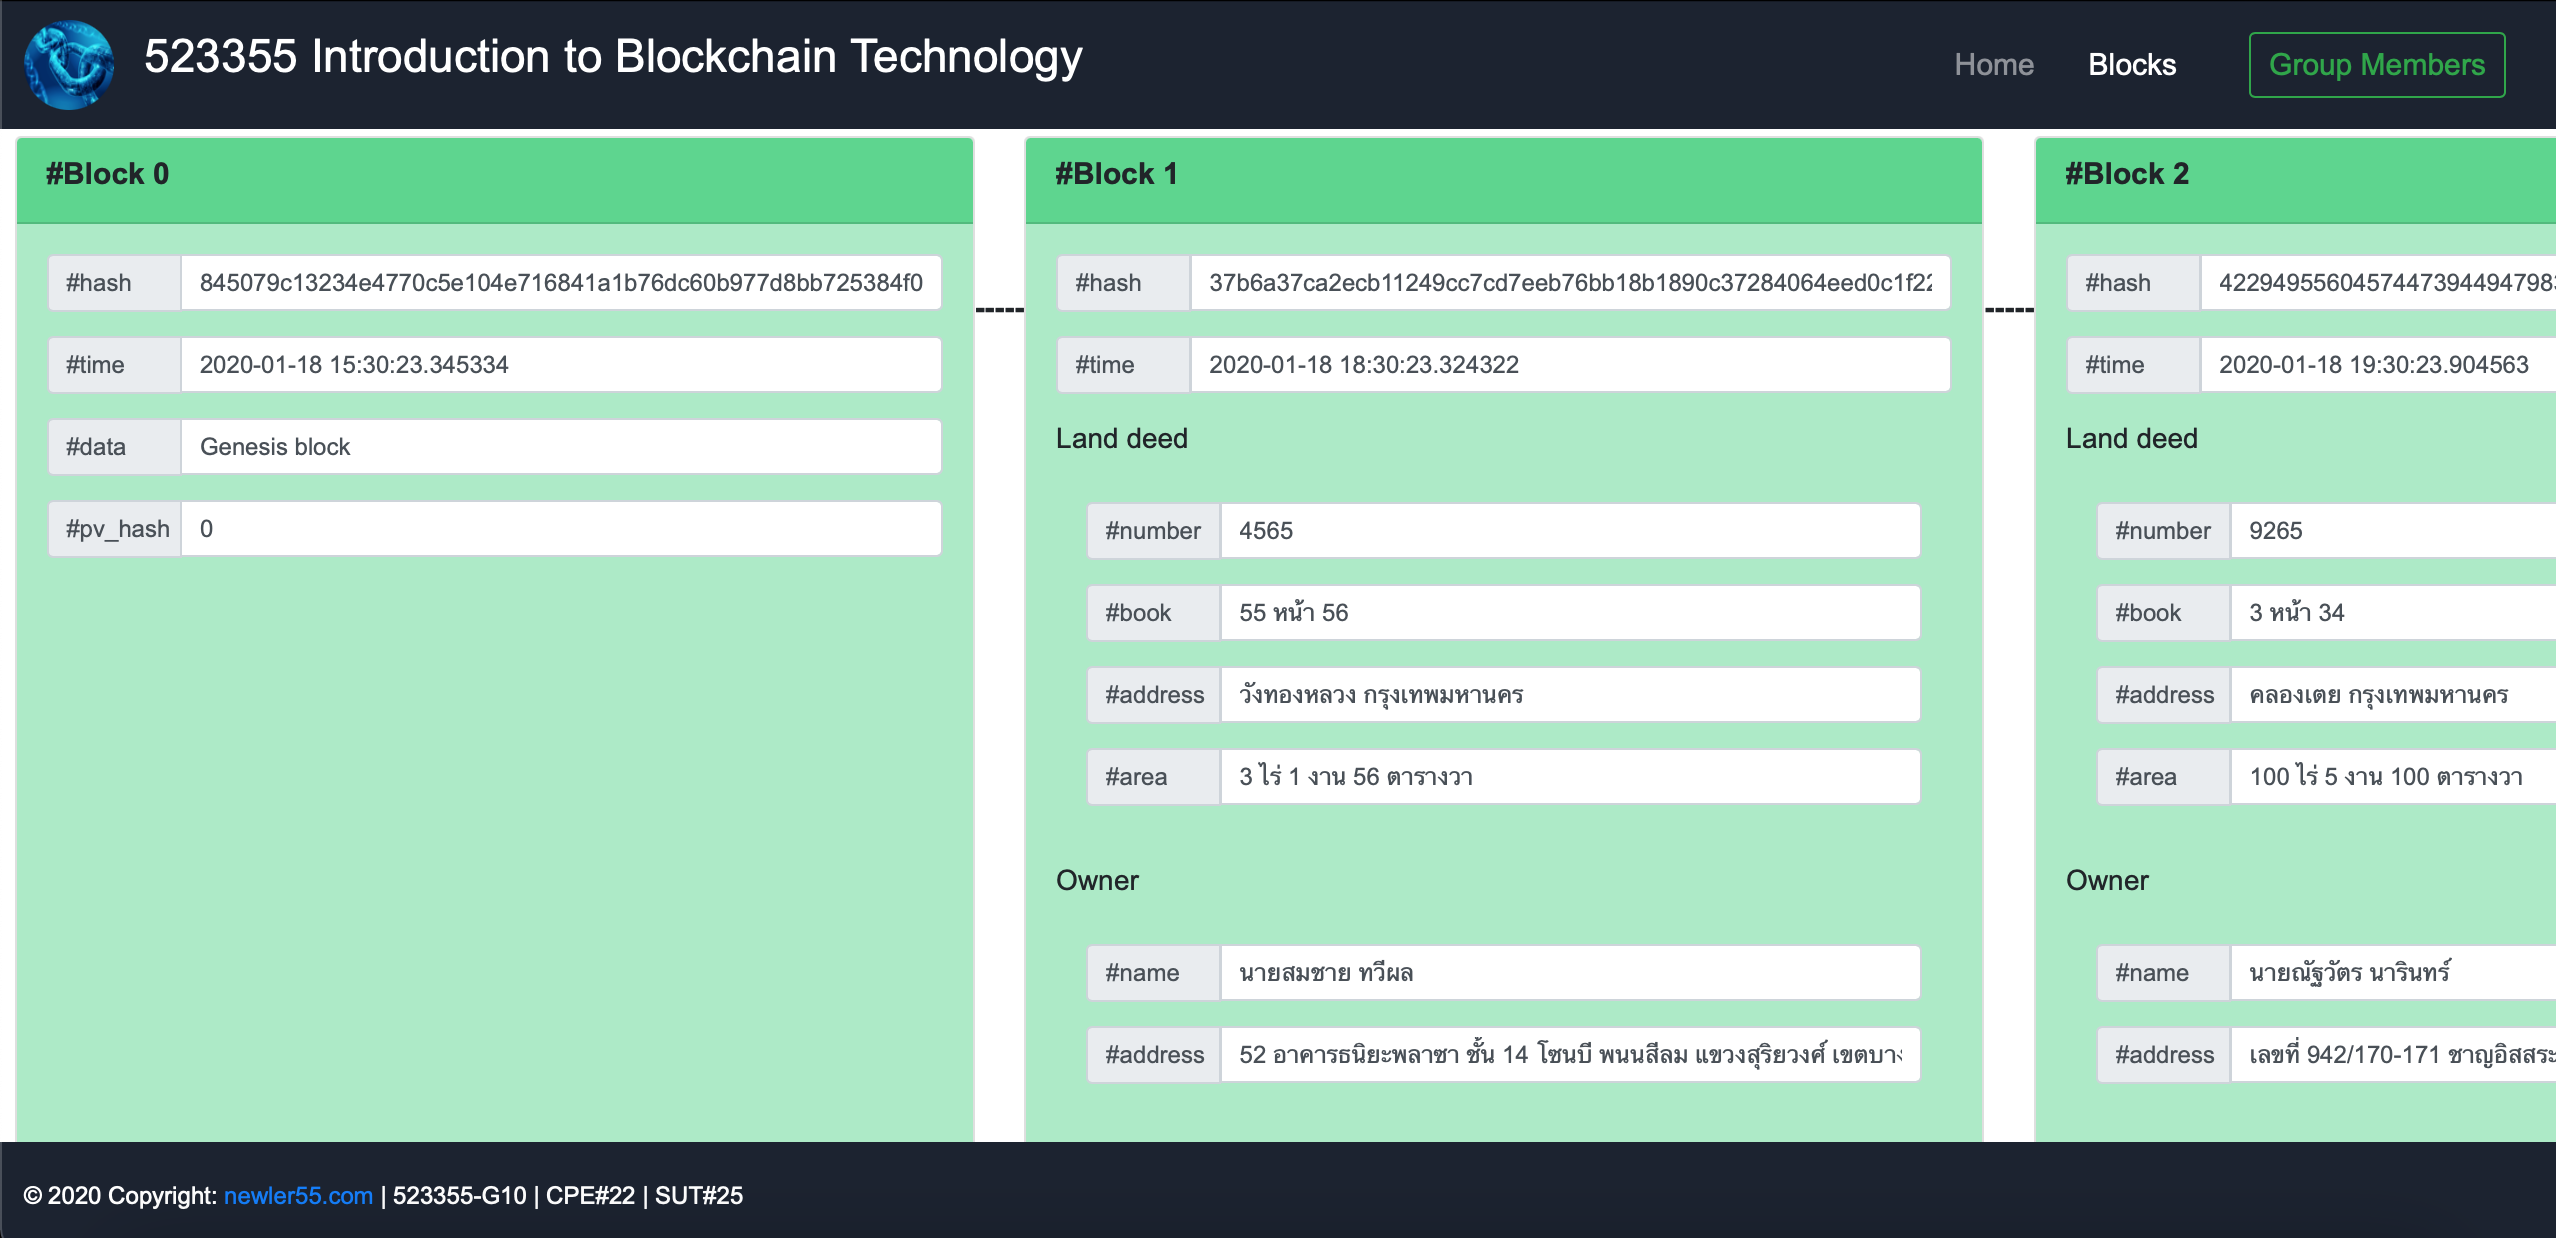 523355 Introduction to Blockchain Technology
Home
Blocks
Group Members
#Block 0
#hash 845079c13234e4770c5e104e716841a1b76dc60b977d8bb725384f0
#time 2020-01-18 15:30:23.345334
#data Genesis block
#pv_hash 0
#Block 1
#hash 37b6a37ca2ecb11249cc7cd7eeb76bb18b1890c37284064eed0c1f22
#time 2020-01-18 18:30:23.324322
Land deed
#number 4565
#book 55 หน้า 56
#address วังทองหลวง กรุงเทพมหานคร
#area 3 ไร่ 1 งาน 56 ตารางวา
Owner
#name นายสมชาย ทวีผล
#address 52 อาคารธนิยะพลาซา ชั้น 14 โซนบี พนนสีลม แขวงสุริยวงศ์ เขตบาง
#Block 2
#hash 4229495560457447394494798
#time 2020-01-18 19:30:23.904563
Land deed
#number 9265
#book 3 หน้า 34
#address คลองเตย กรุงเทพมหานคร
#area 100 ไร่ 5 งาน 100 ตารางวา
Owner
#name นายณัฐวัตร นารินทร์
#address เลขที่ 942/170-171 ชาญอิสสระ
© 2020 Copyright: newler55.com | 523355-G10 | CPE#22 | SUT#25